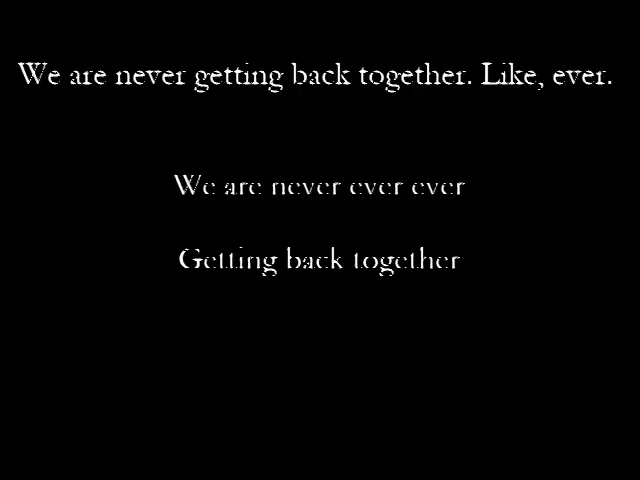 We are never getting back together. Like, ever.
We are never ever ever
Getting back together